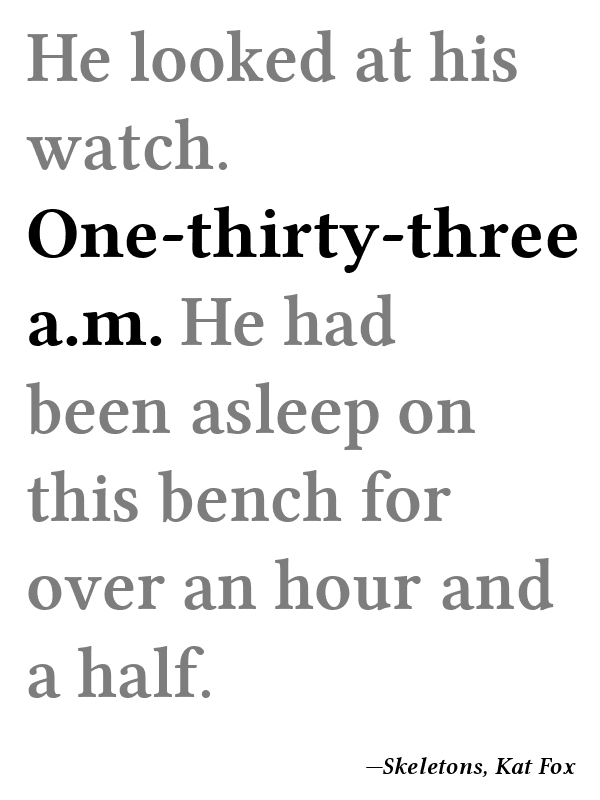 He looked at his
watch.
One-thirty-three
a.m. He had
been asleep on
this bench for
over an hour and
a half.
—Skeletons, Kat Fox